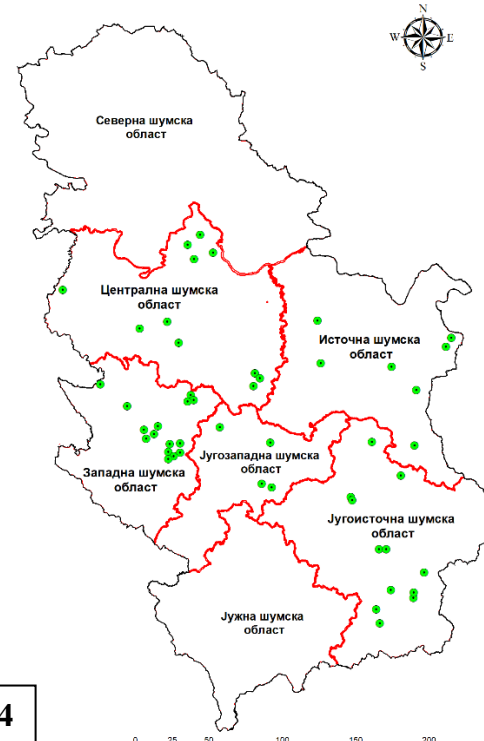 N
W E
S
Северна шумска
област
Централна шумска
област
Источна шумска
област
Југозападна шумска
област
Западна шумска
област
Југоисточна шумска
област
Јужна шумска
област
4
0 25 50 100 150 200